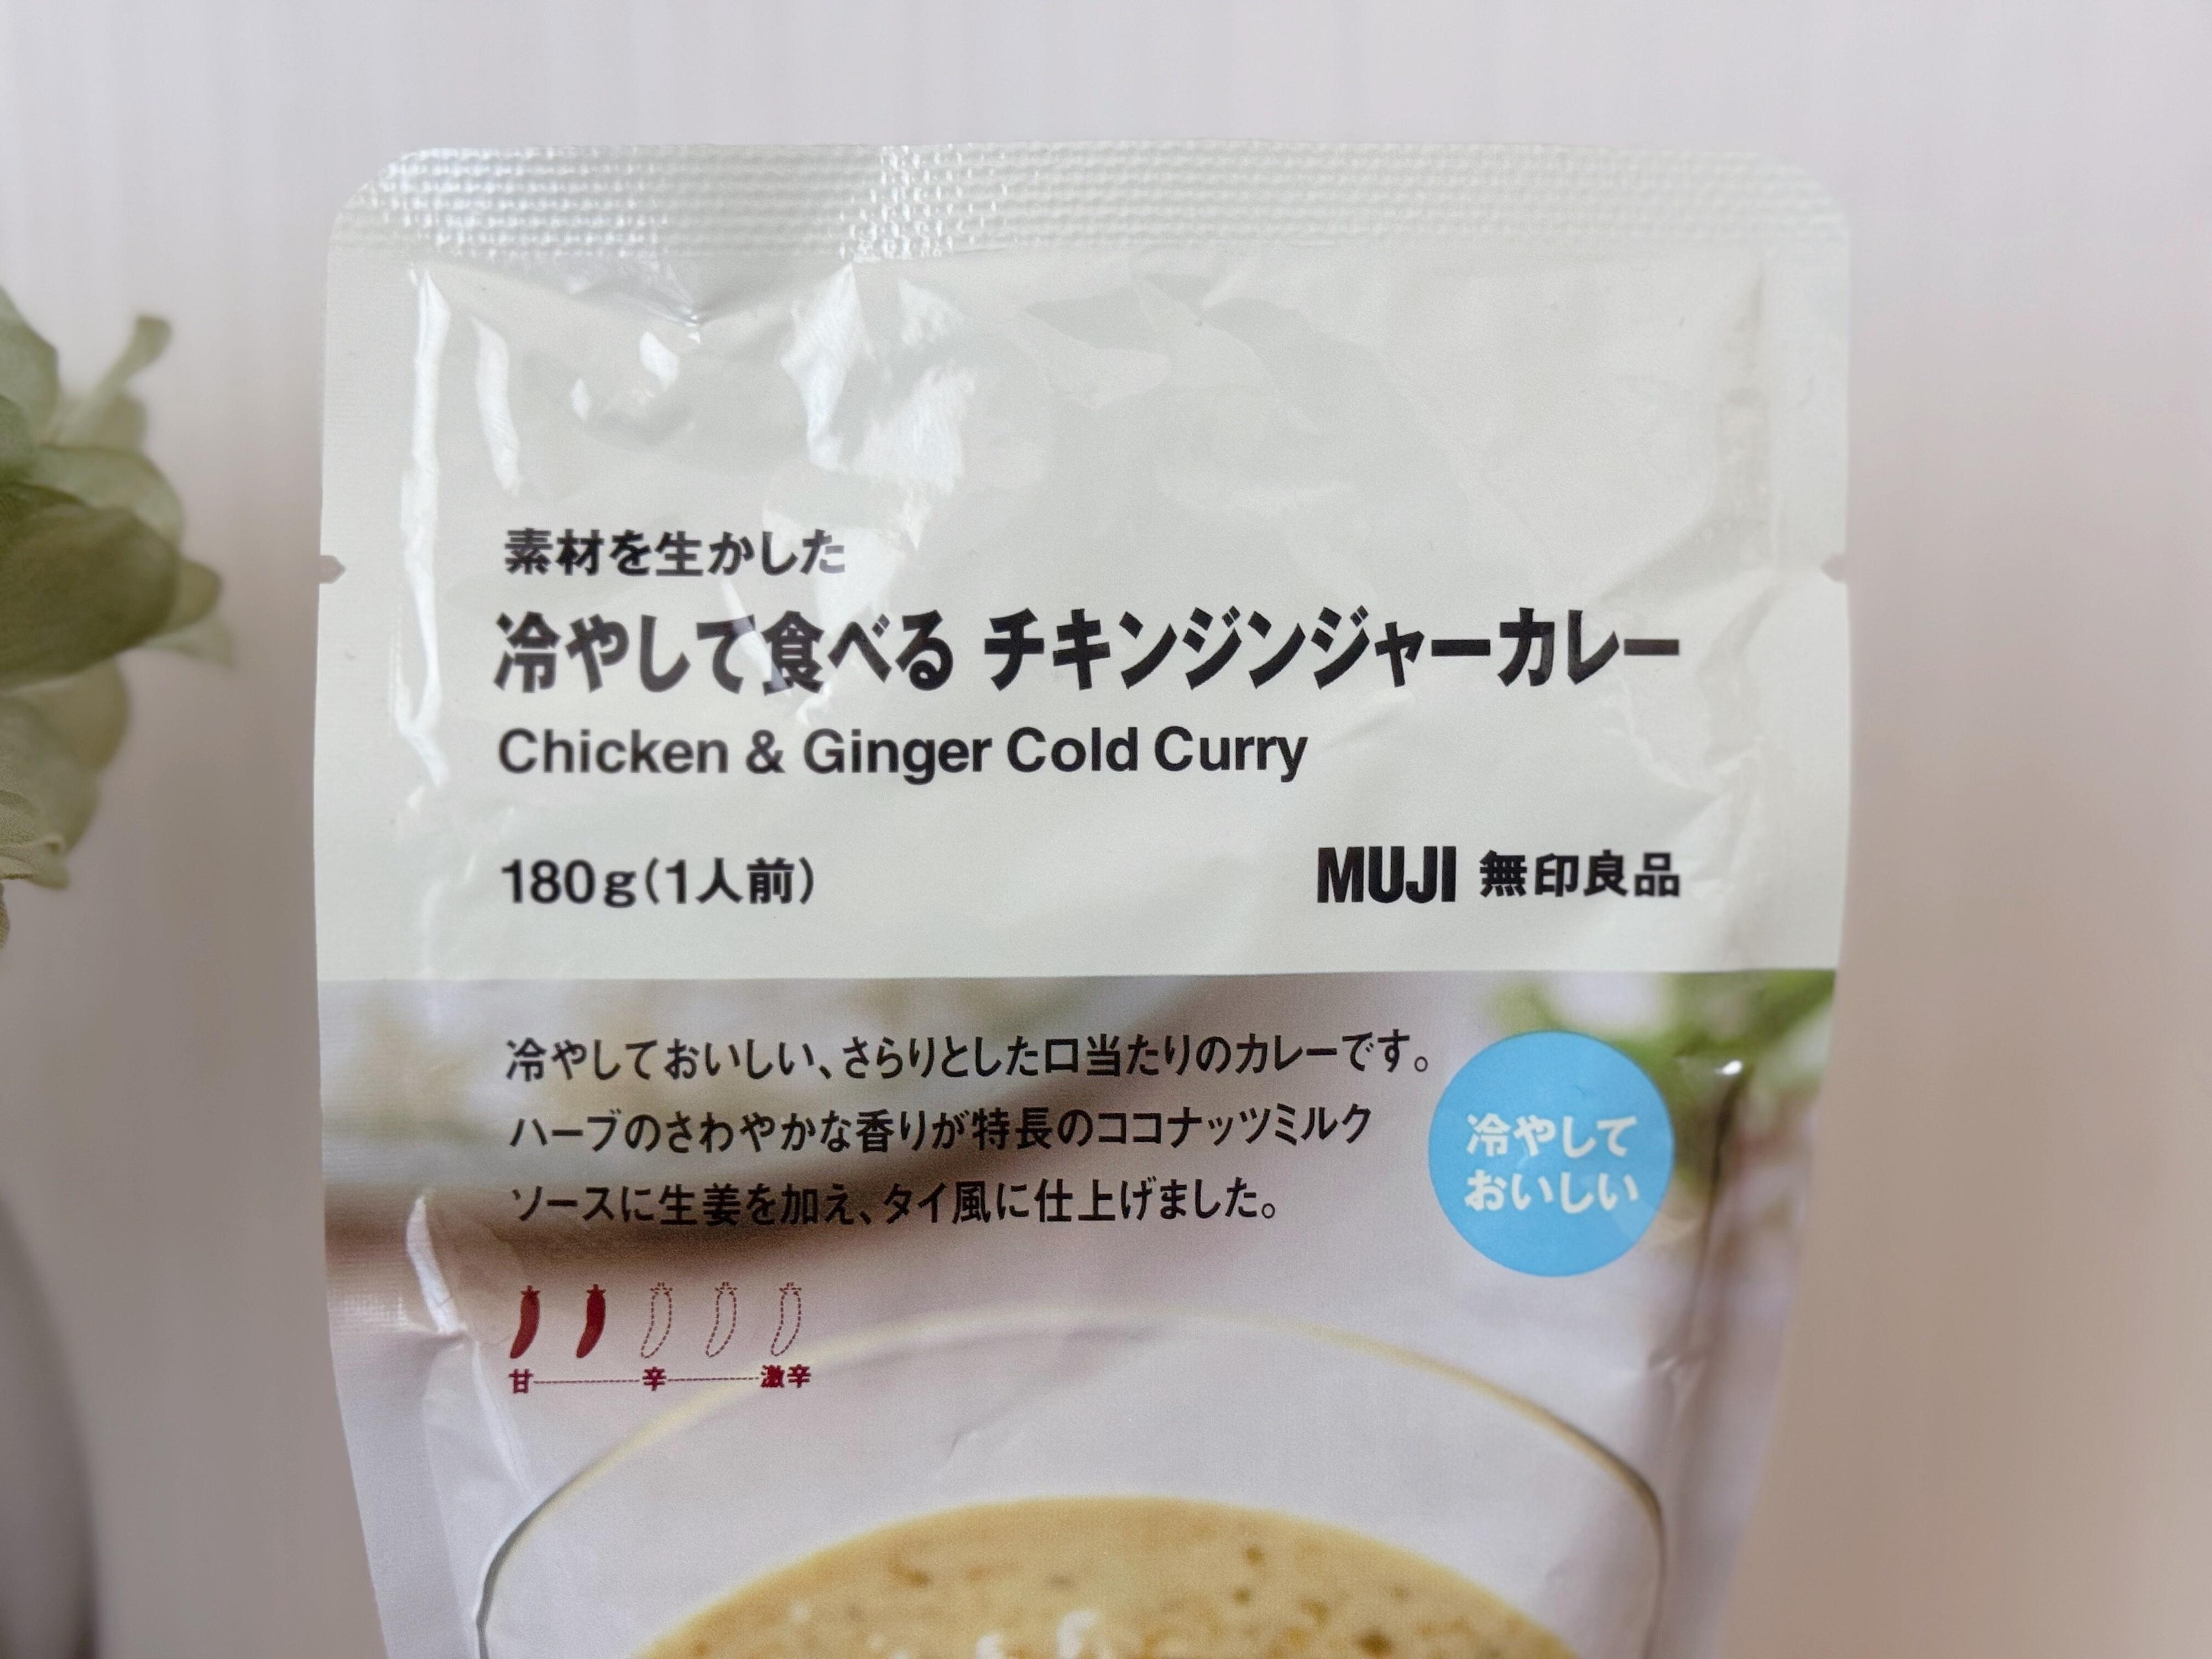 素材を生かした
冷やして食べる チキンジンジャーカレー
Chicken & Ginger Cold Curry
180g(1人前)
MUJI 無印良品
冷やしておいしい、さらりとした口当たりのカレーです。
ハーブのさわやかな香りが特長のココナッツミルク
ソースに生姜を加え、タイ風に仕上げました。
冷やして
おいしい
甘 辛 激辛